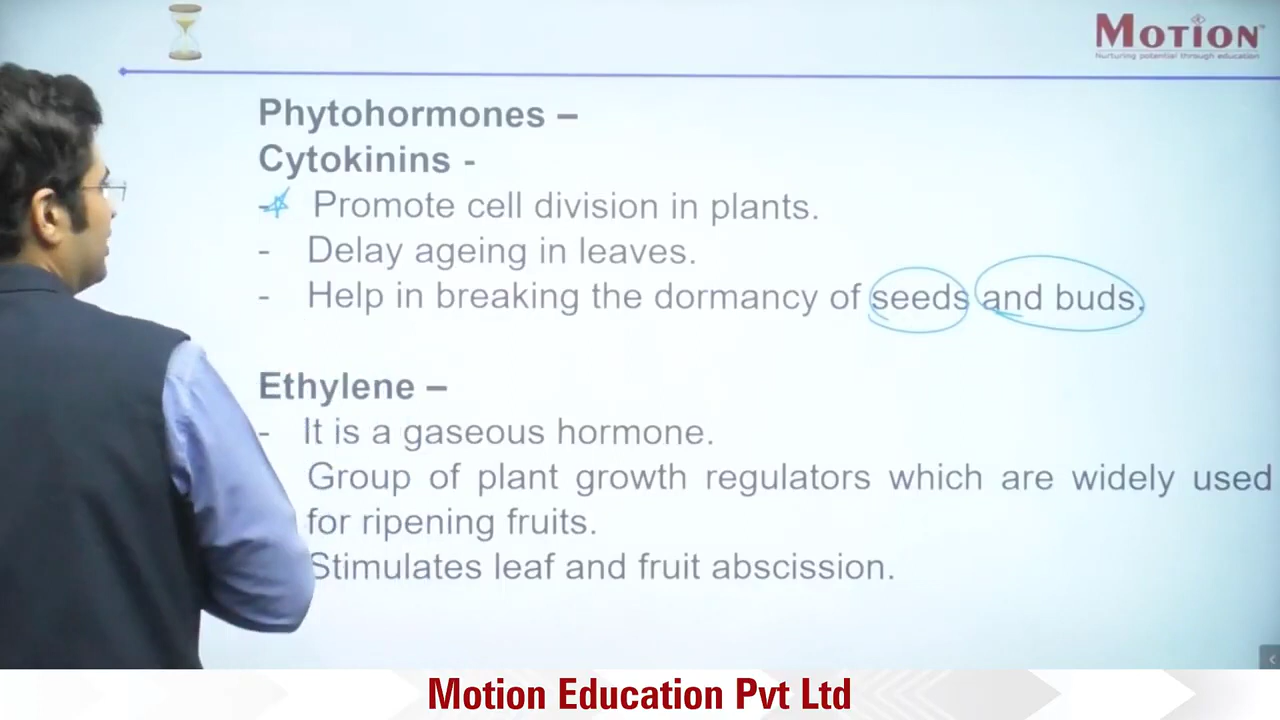 MOTION
Nurturing potential through education
Phytohormones –
Cytokinins -
- Promote cell division in plants.
- Delay ageing in leaves.
- Help in breaking the dormancy of seeds and buds.
Ethylene –
- It is a gaseous hormone.
Group of plant growth regulators which are widely used
for ripening fruits.
Stimulates leaf and fruit abscission.
Motion Education Pvt Ltd